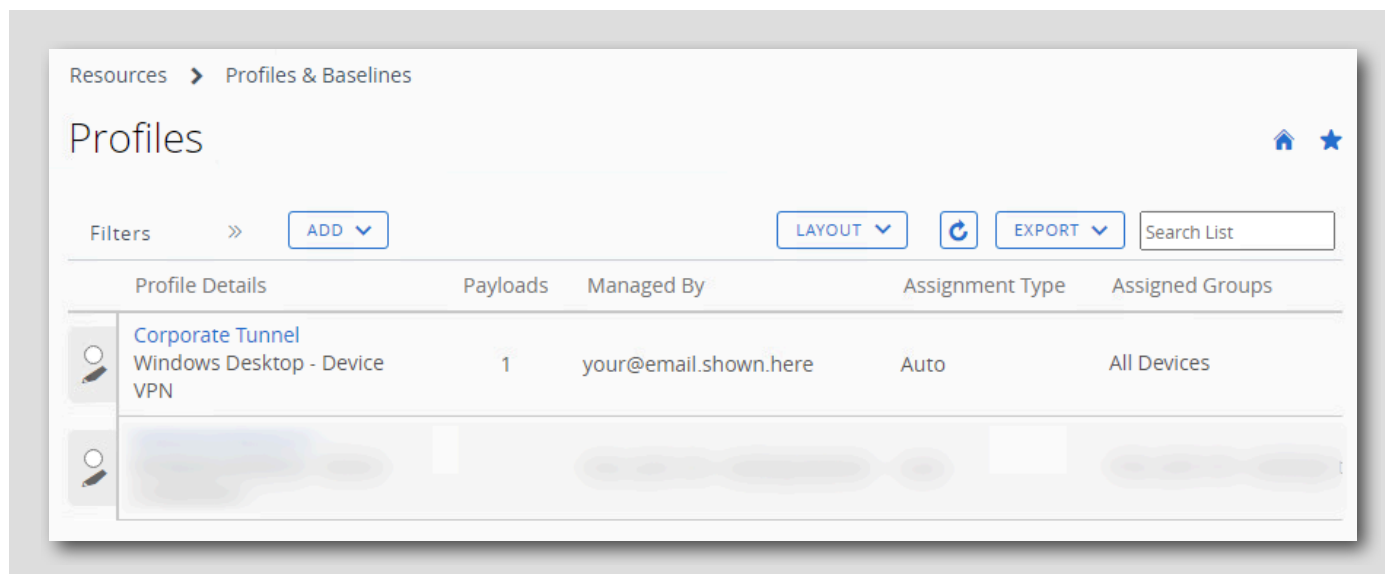 Resources > Profiles & Baselines
Profiles
Filters » ADD LAYOUT EXPORT Search List
Profile Details Payloads Managed By Assignment Type Assigned Groups
Corporate Tunnel
Windows Desktop - Device 1 your@email.shown.here Auto All Devices
VPN